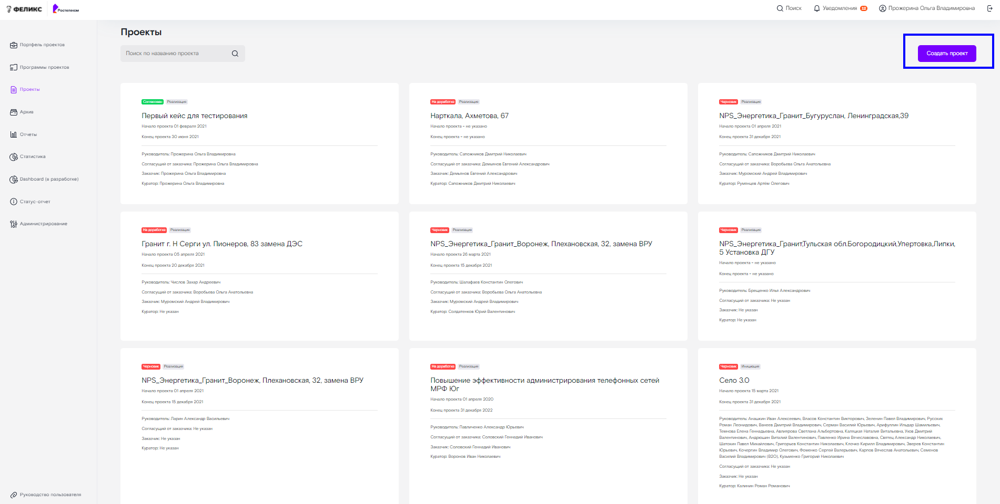 ФЕЛИКС
Ростелеком
Поиск
Уведомления 12
Прожерина Ольга Владимировна
Портфель проектов
Программы проектов
Проекты
Архив
Отчеты
Статистика
Dashboard (в разработке)
Статус-отчет
Администрирование
Руководство пользователя
Проекты
Поиск по названию проекта
Создать проект
Согласован Реализация
Первый кейс для тестирования
Начало проекта 01 февраля 2021
Конец проекта 30 июня 2021
Руководитель: Прожерина Ольга Владимировна
Согласущий от заказчика: Прожерина Ольга Владимировна
Заказчик: Прожерина Ольга Владимировна
Куратор: Прожерина Ольга Владимировна
На доработке Реализация
Нарткала, Ахметова, 67
Начало проекта - не указано
Конец проекта - не указано
Руководитель: Сапожников Дмитрий Николаевич
Согласущий от заказчика: Демьянов Евгений Александрович
Заказчик: Демьянов Евгений Александрович
Куратор: Сапожников Дмитрий Николаевич
Черновик Реализация
NPS_Энергетика_Гранит_Бугуруслан, Ленинградская,39
Начало проекта 01 апреля 2021
Конец проекта 31 декабря 2021
Руководитель: Сапожников Дмитрий Николаевич
Согласущий от заказчика: Воробьева Ольга Анатольевна
Заказчик: Муромский Андрей Владимирович
Куратор: Румянцев Артём Олегович
На доработке Реализация
Гранит г. Н Серги ул. Пионеров, 83 замена ДЭС
Начало проекта 05 апреля 2021
Конец проекта 20 декабря 2021
Руководитель: Числов Захар Андреевич
Согласущий от заказчика: Воробьева Ольга Анатольевна
Заказчик: Муромский Андрей Владимирович
Куратор: Не указан
Черновик Реализация
NPS_Энергетика_Гранит_Воронеж, Плехановская, 32, замена ВРУ
Начало проекта 26 марта 2021
Конец проекта 15 декабря 2021
Руководитель: Шалафаев Константин Олегович
Согласущий от заказчика: Воробьева Ольга Анатольевна
Заказчик: Муромский Андрей Владимирович
Куратор: Солдатенков Юрий Валентинович
Черновик Реализация
NPS_Энергетика_Гранит,Тульская обл.Богородицкий,Упертовка,Липки,
5 Установка ДГУ
Начало проекта - не указано
Конец проекта - не указано
Руководитель: Брещенко Илья Александрович
Согласущий от заказчика: Не указан
Заказчик: Не указан
Куратор: Не указан
Черновик Реализация
NPS_Энергетика_Гранит_Воронеж, Плехановская, 32, замена ВРУ
Начало проекта 01 апреля 2021
Конец проекта 15 декабря 2021
Руководитель: Ларин Александр Васильевич
Согласущий от заказчика: Не указан
Заказчик: Не указан
Куратор: Не указан
На доработке Реализация
Повышение эффективности администрирования телефонных сетей
МРФ Юг
Начало проекта 01 апреля 2020
Конец проекта 31 декабря 2022
Руководитель: Павличенко Александр Юрьевич
Согласущий от заказчика: Соловский Геннадий Иванович
Заказчик: Соловский Геннадий Иванович
Куратор: Воронов Иван Николаевич
Черновик Инициация
Село 3.0
Начало проекта 15 марта 2021
Конец проекта 31 декабря 2021
Руководитель: Анашкин Иван Алексеевич, Власов Константин Викторович, Зеленин Павел Владимирович, Русских
Роман Леонидович, Ванеев Дмитрий Владимирович, Серман Василий Юрьевич, Арифуллин Ильдар Шамильевич,
Темнова Елена Геннадьевна, Авлиярова Светлана Альбертовна, Каляцкая Наталия Витальевна, Ухов Дмитрий
Валентинович, Андрюшин Виталий Валентинович, Павленко Ирина Вячеславовна, Святец Александр Николаевич,
Шатохин Павел Михайлович, Григорьев Константин Николаевич, Клочко Кирилл Владимирович, Зверев Константин
Юрьевич, Кочергин Владимир Олегович, Фоменко Сергей Валерьевич, Карпов Вячеслав Анатольевич, Семенов
Василий Владимирович (B2O), Кузьменко Григорий Николаевич
Согласущий от заказчика: Не указан
Заказчик: Не указан
Куратор: Калинин Роман Романович